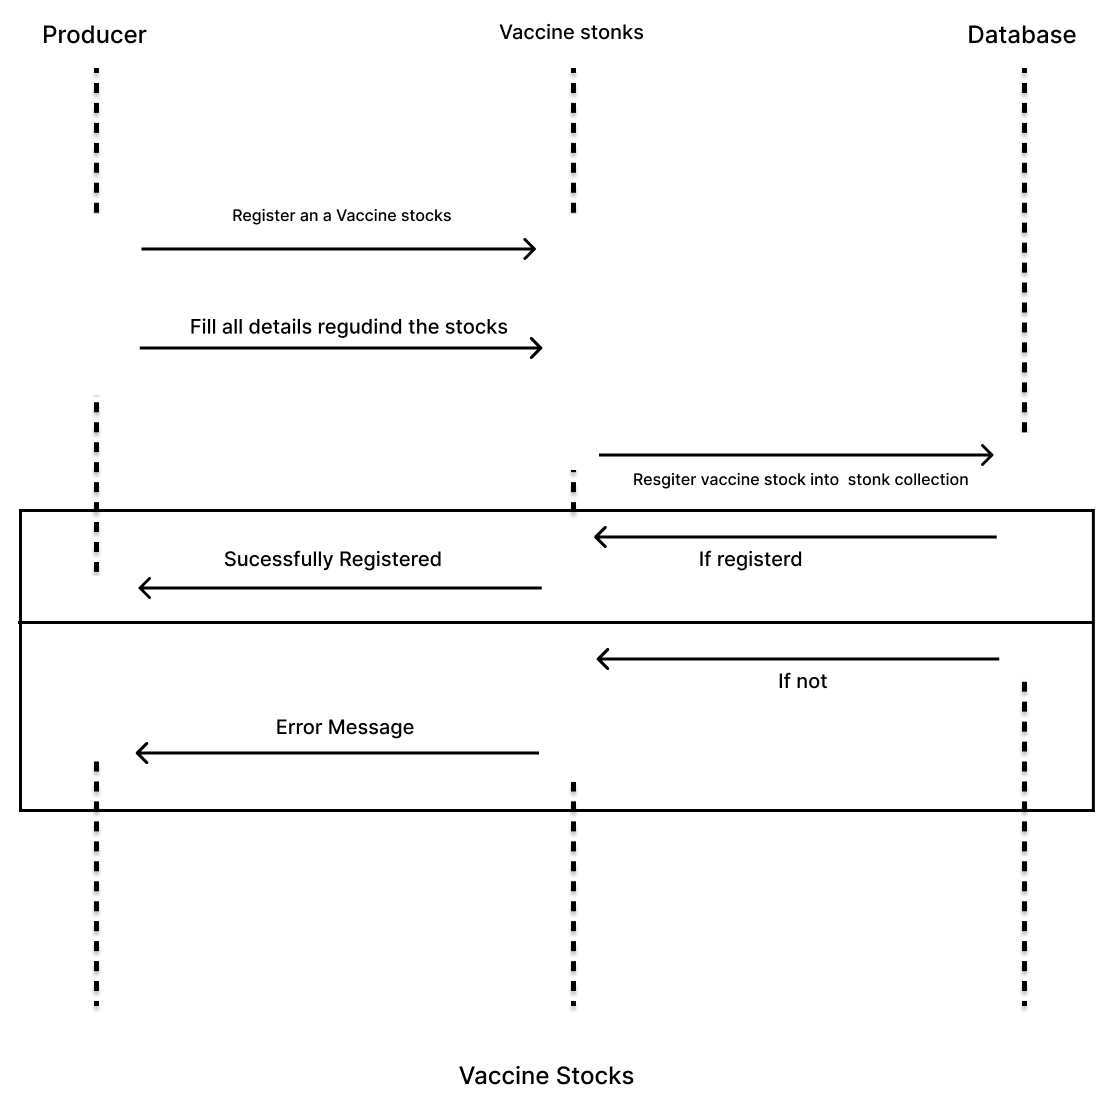 Producer
Vaccine stonks
Database
Register an a Vaccine stocks
Fill all details regudind the stocks
Resgiter vaccine stock into  stonk collection
If registerd
Sucessfully Registered
If not
Error Message
Vaccine Stocks